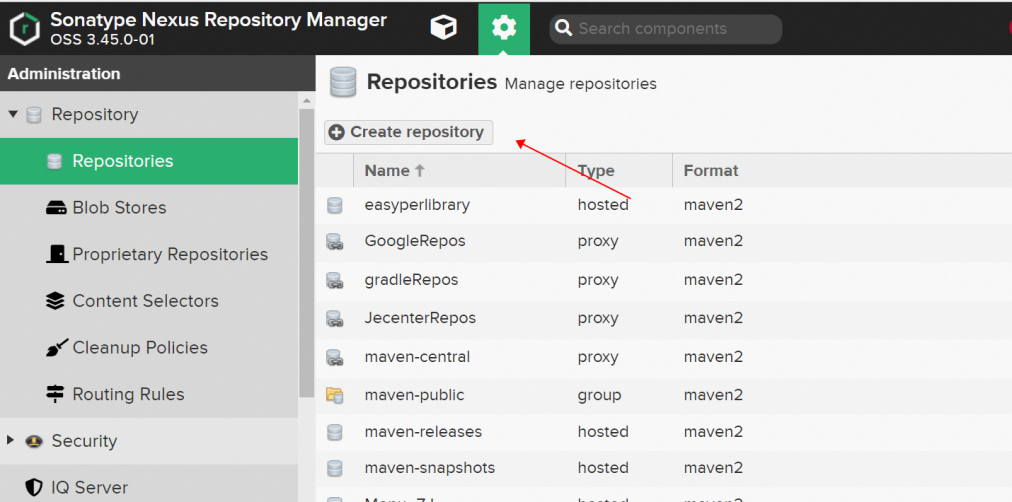 Sonatype Nexus Repository Manager
OSS 3.45.0-01
Search components
Administration
Repository
Repositories
Blob Stores
Proprietary Repositories
Content Selectors
Cleanup Policies
Routing Rules
Security
IQ Server
Repositories Manage repositories
Create repository
Name Type Format
easyperlibrary hosted maven2
GoogleRepos proxy maven2
gradleRepos proxy maven2
JecenterRepos proxy maven2
maven-central proxy maven2
maven-public group maven2
maven-releases hosted maven2
maven-snapshots hosted maven2